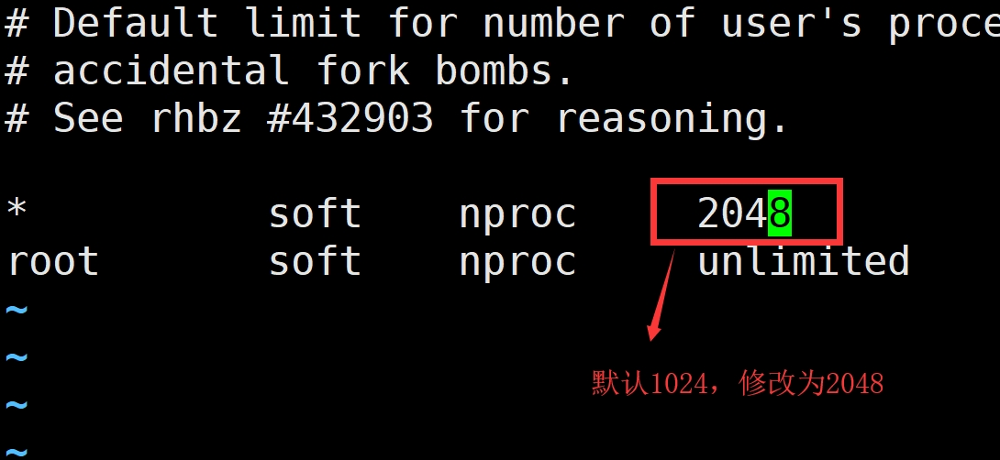 # Default limit for number of user's proce
# accidental fork bombs.
# See rhbz #432903 for reasoning.
* soft nproc 2048
root soft nproc unlimited
~
~
~
~
默认1024，修改为2048